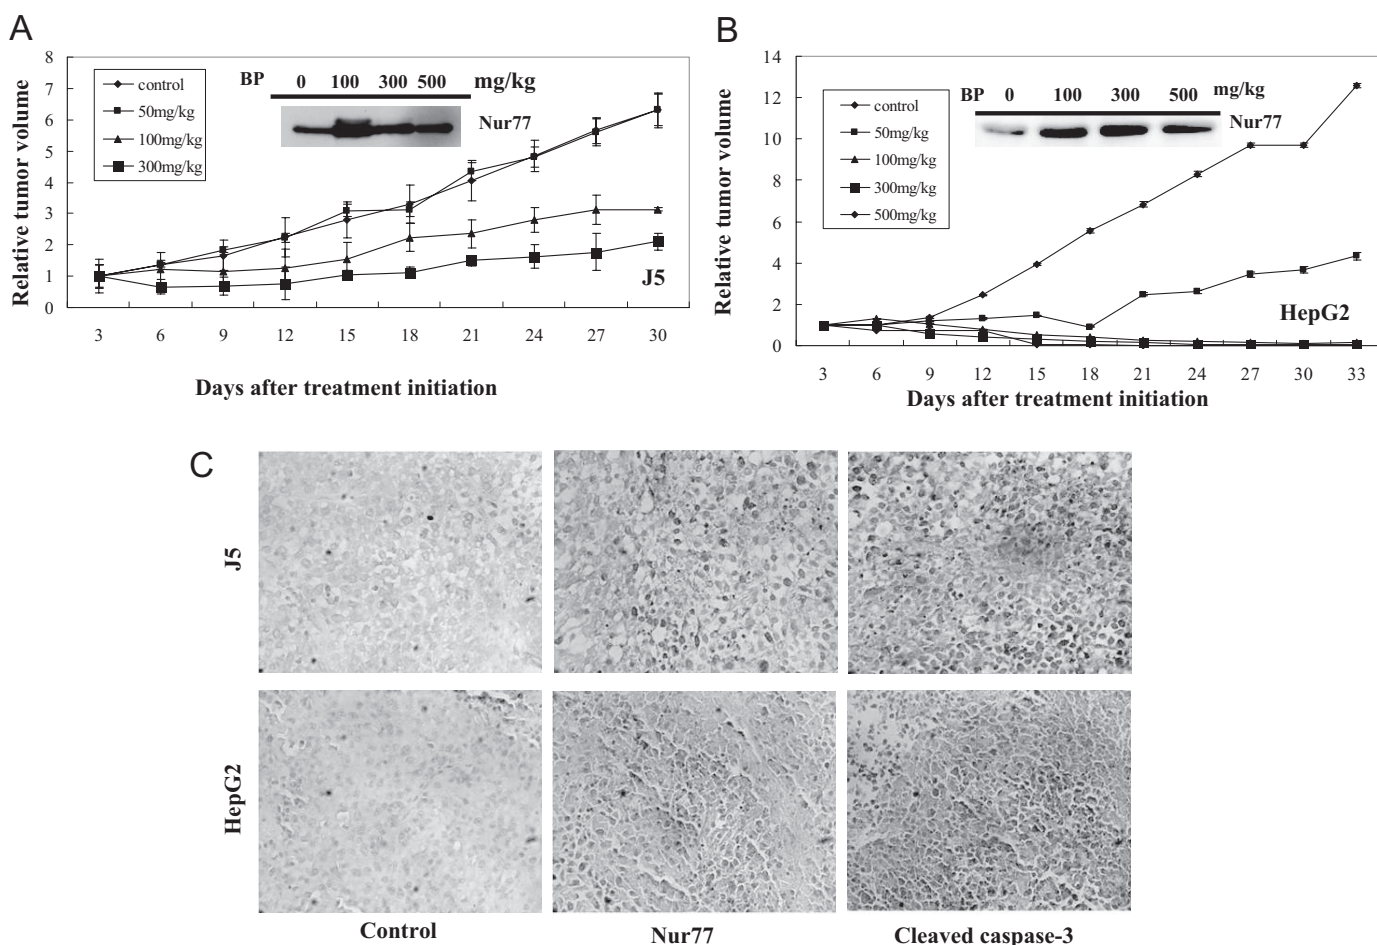 A
Relative tumor volume
8
7
6
5
4
3
2
1
0
control
50mg/kg
100mg/kg
300mg/kg
BP 0 100 300 500 mg/kg
Nur77
J5
3 6 9 12 15 18 21 24 27 30
Days after treatment initiation
B
Relative tumor volume
14
12
10
8
6
4
2
0
control
50mg/kg
100mg/kg
300mg/kg
500mg/kg
BP 0 100 300 500 mg/kg
Nur77
HepG2
3 6 9 12 15 18 21 24 27 30 33
Days after treatment initiation
C
J5
HepG2
Control Nur77 Cleaved caspase-3